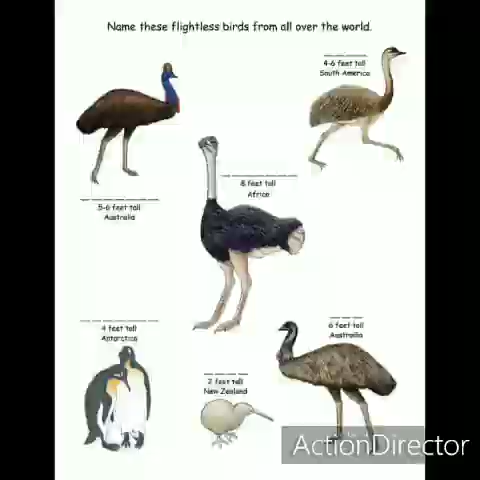 Name these flightless birds from all over the world.
4-6 feet tall
South America
8 feet tall
Africa
5-6 feet tall
Australia
4 feet tall
Antarctica
6 feet tall
Australia
2 feet tall
New Zealand
ActionDirector